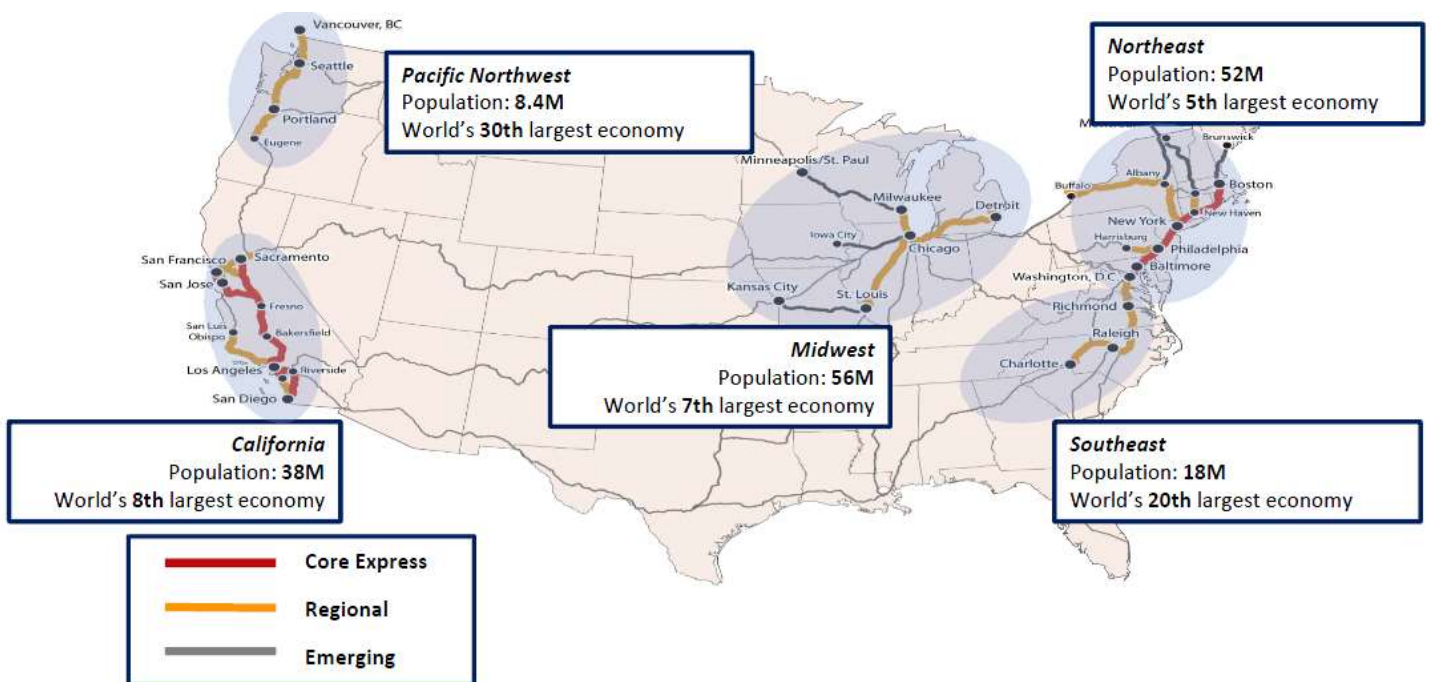 Vancouver, BC
Seattle
Portland
Eugene
Pacific Northwest
Population: 8.4M
World's 30th largest economy
Northeast
Population: 52M
World's 5th largest economy
Brunswick
Minneapolis/St. Paul
Milwaukee
Detroit
Iowa City
Chicago
Kansas City
St. Louis
Buffalo
Albany
Boston
New York
New Haven
Harrisburg
Philadelphia
Baltimore
Washington, D.C.
Richmond
Raleigh
Charlotte
San Francisco
Sacramento
San Jose
Fresno
San Luis
Obispo
Bakersfield
Los Angeles
Riverside
San Diego
Midwest
Population: 56M
World's 7th largest economy
California
Population: 38M
World's 8th largest economy
Southeast
Population: 18M
World's 20th largest economy
Core Express
Regional
Emerging